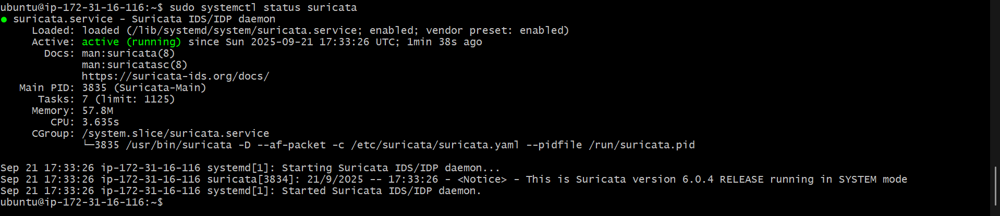 ubuntu@ip-172-31-16-116:~$ sudo systemctl status suricata
● suricata.service - Suricata IDS/IDP daemon
     Loaded: loaded (/lib/systemd/system/suricata.service; enabled; vendor preset: enabled)
     Active: active (running) since Sun 2025-09-21 17:33:26 UTC; 1min 38s ago
       Docs: man:suricata(8)
             man:suricatasc(8)
             https://suricata-ids.org/docs/
   Main PID: 3835 (Suricata-Main)
      Tasks: 7 (limit: 1125)
     Memory: 57.8M
        CPU: 3.635s
     CGroup: /system.slice/suricata.service
             └─3835 /usr/bin/suricata -D --af-packet -c /etc/suricata/suricata.yaml --pidfile /run/suricata.pid

Sep 21 17:33:26 ip-172-31-16-116 systemd[1]: Starting Suricata IDS/IDP daemon...
Sep 21 17:33:26 ip-172-31-16-116 suricata[3834]: 21/9/2025 -- 17:33:26 - <Notice> - This is Suricata version 6.0.4 RELEASE running in SYSTEM mode
Sep 21 17:33:26 ip-172-31-16-116 systemd[1]: Started Suricata IDS/IDP daemon.
ubuntu@ip-172-31-16-116:~$